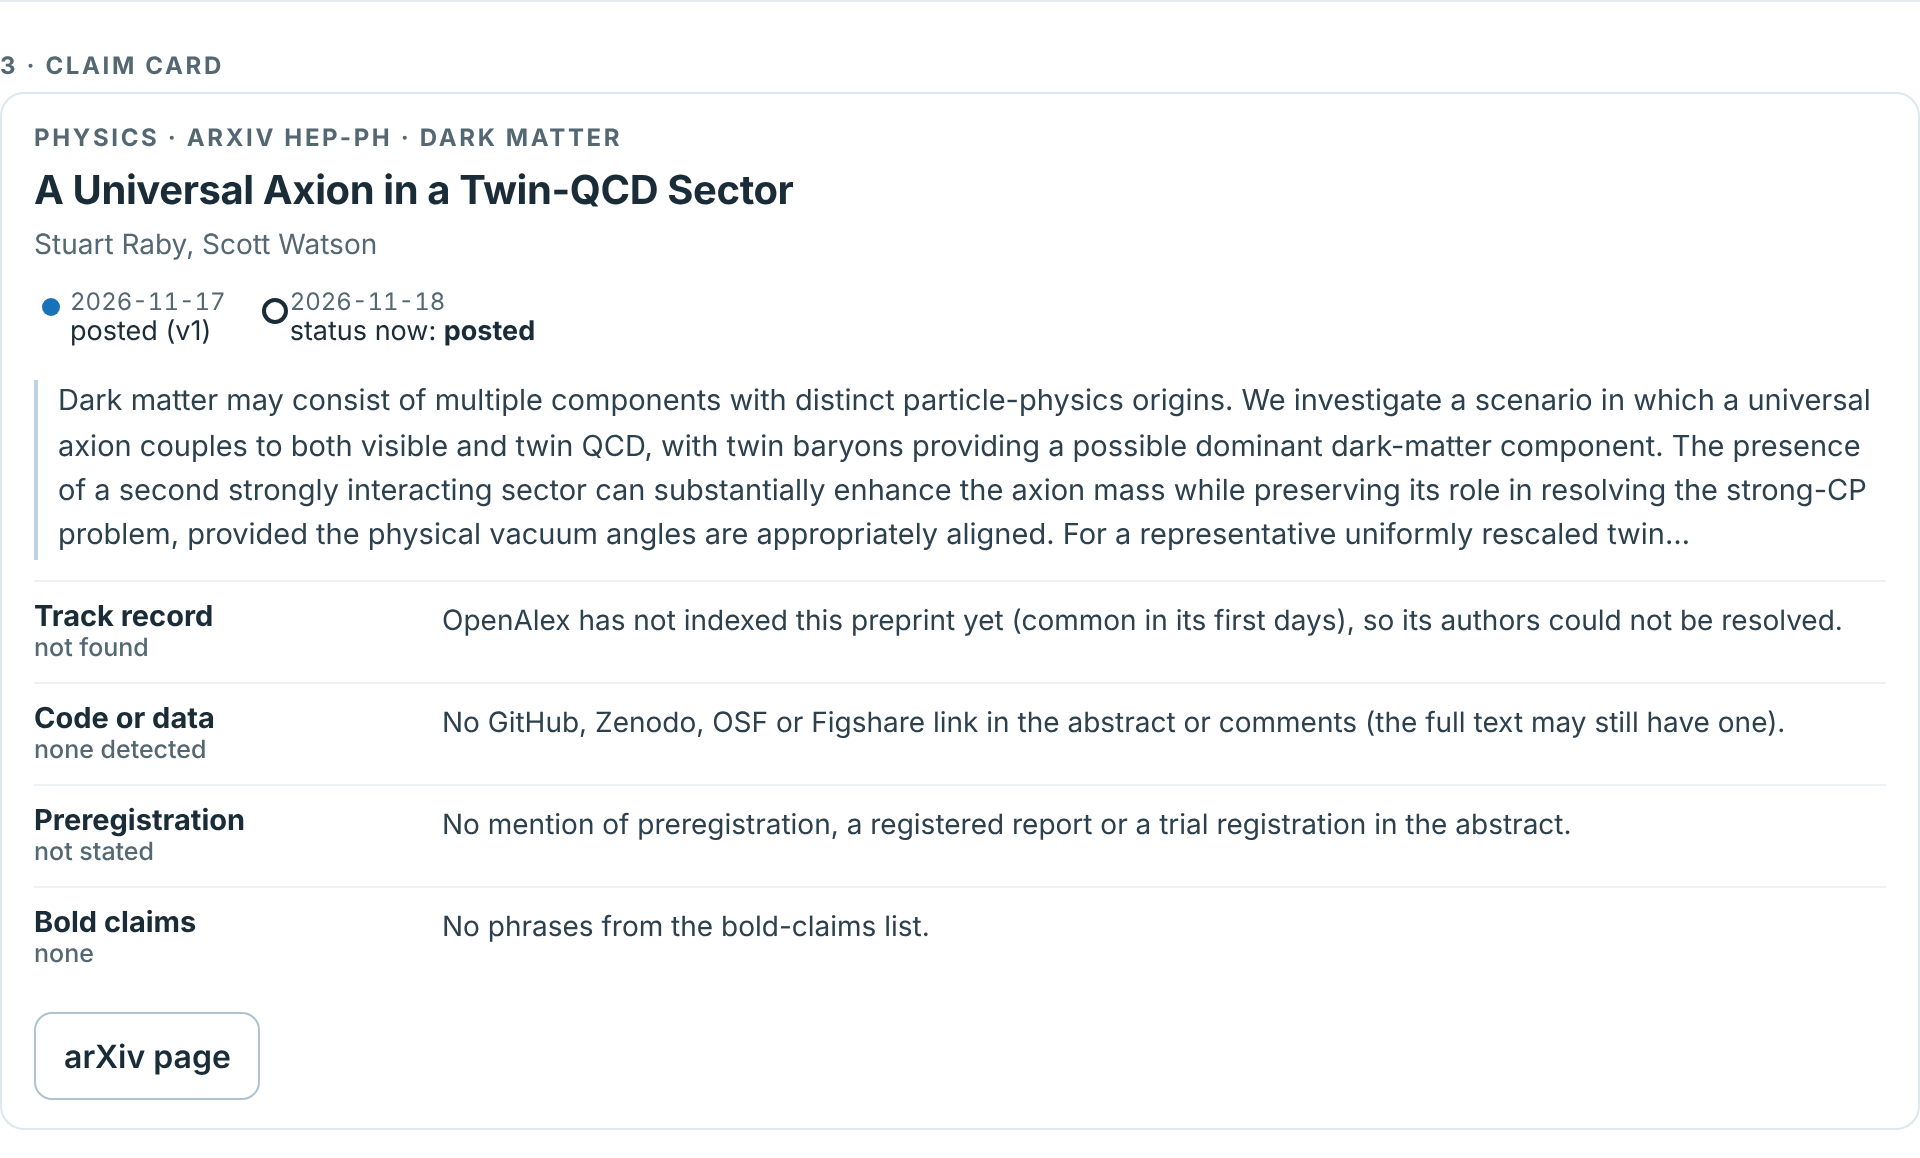 3 · CLAIM CARD
PHYSICS · ARXIV HEP-PH · DARK MATTER
A Universal Axion in a Twin-QCD Sector
Stuart Raby, Scott Watson
2026-11-17
posted (v1)
2026-11-18
status now: posted
Dark matter may consist of multiple components with distinct particle-physics origins. We investigate a scenario in which a universal
axion couples to both visible and twin QCD, with twin baryons providing a possible dominant dark-matter component. The presence
of a second strongly interacting sector can substantially enhance the axion mass while preserving its role in resolving the strong-CP
problem, provided the physical vacuum angles are appropriately aligned. For a representative uniformly rescaled twin…
Track record
not found
OpenAlex has not indexed this preprint yet (common in its first days), so its authors could not be resolved.
Code or data
none detected
No GitHub, Zenodo, OSF or Figshare link in the abstract or comments (the full text may still have one).
Preregistration
not stated
No mention of preregistration, a registered report or a trial registration in the abstract.
Bold claims
none
No phrases from the bold-claims list.
arXiv page